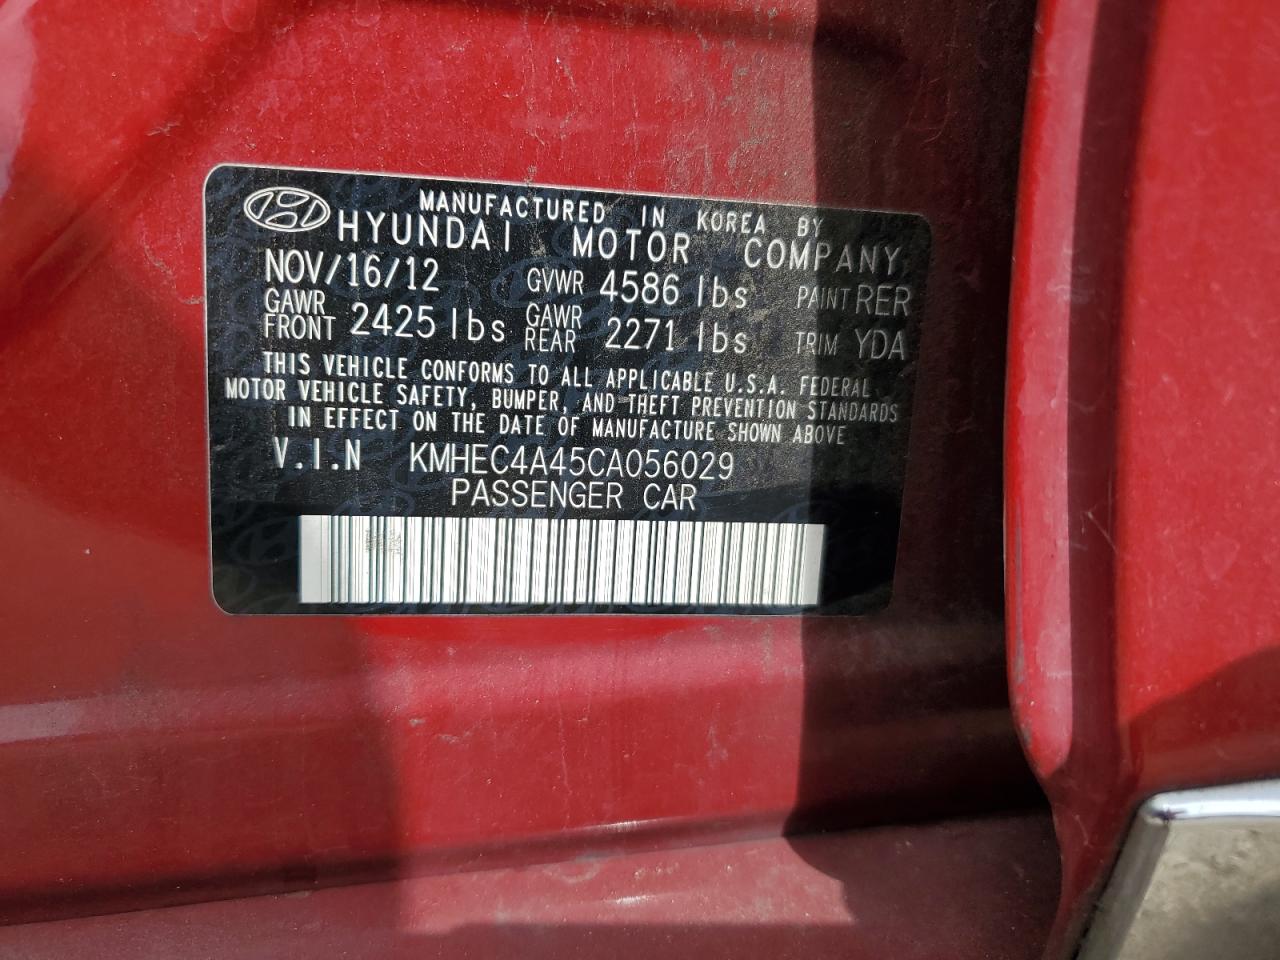 MANUFACTURED IN KOREA BY
HYUNDAI MOTOR COMPANY
NOV/16/12 GVWR 4586 lbs PAINT RER
GAWR FRONT 2425 lbs GAWR REAR 2271 lbs TRIM YDA
THIS VEHICLE CONFORMS TO ALL APPLICABLE U.S.A. FEDERAL
MOTOR VEHICLE SAFETY, BUMPER, AND THEFT PREVENTION STANDARDS
IN EFFECT ON THE DATE OF MANUFACTURE SHOWN ABOVE
V.I.N KMHEC4A45CA056029
PASSENGER CAR